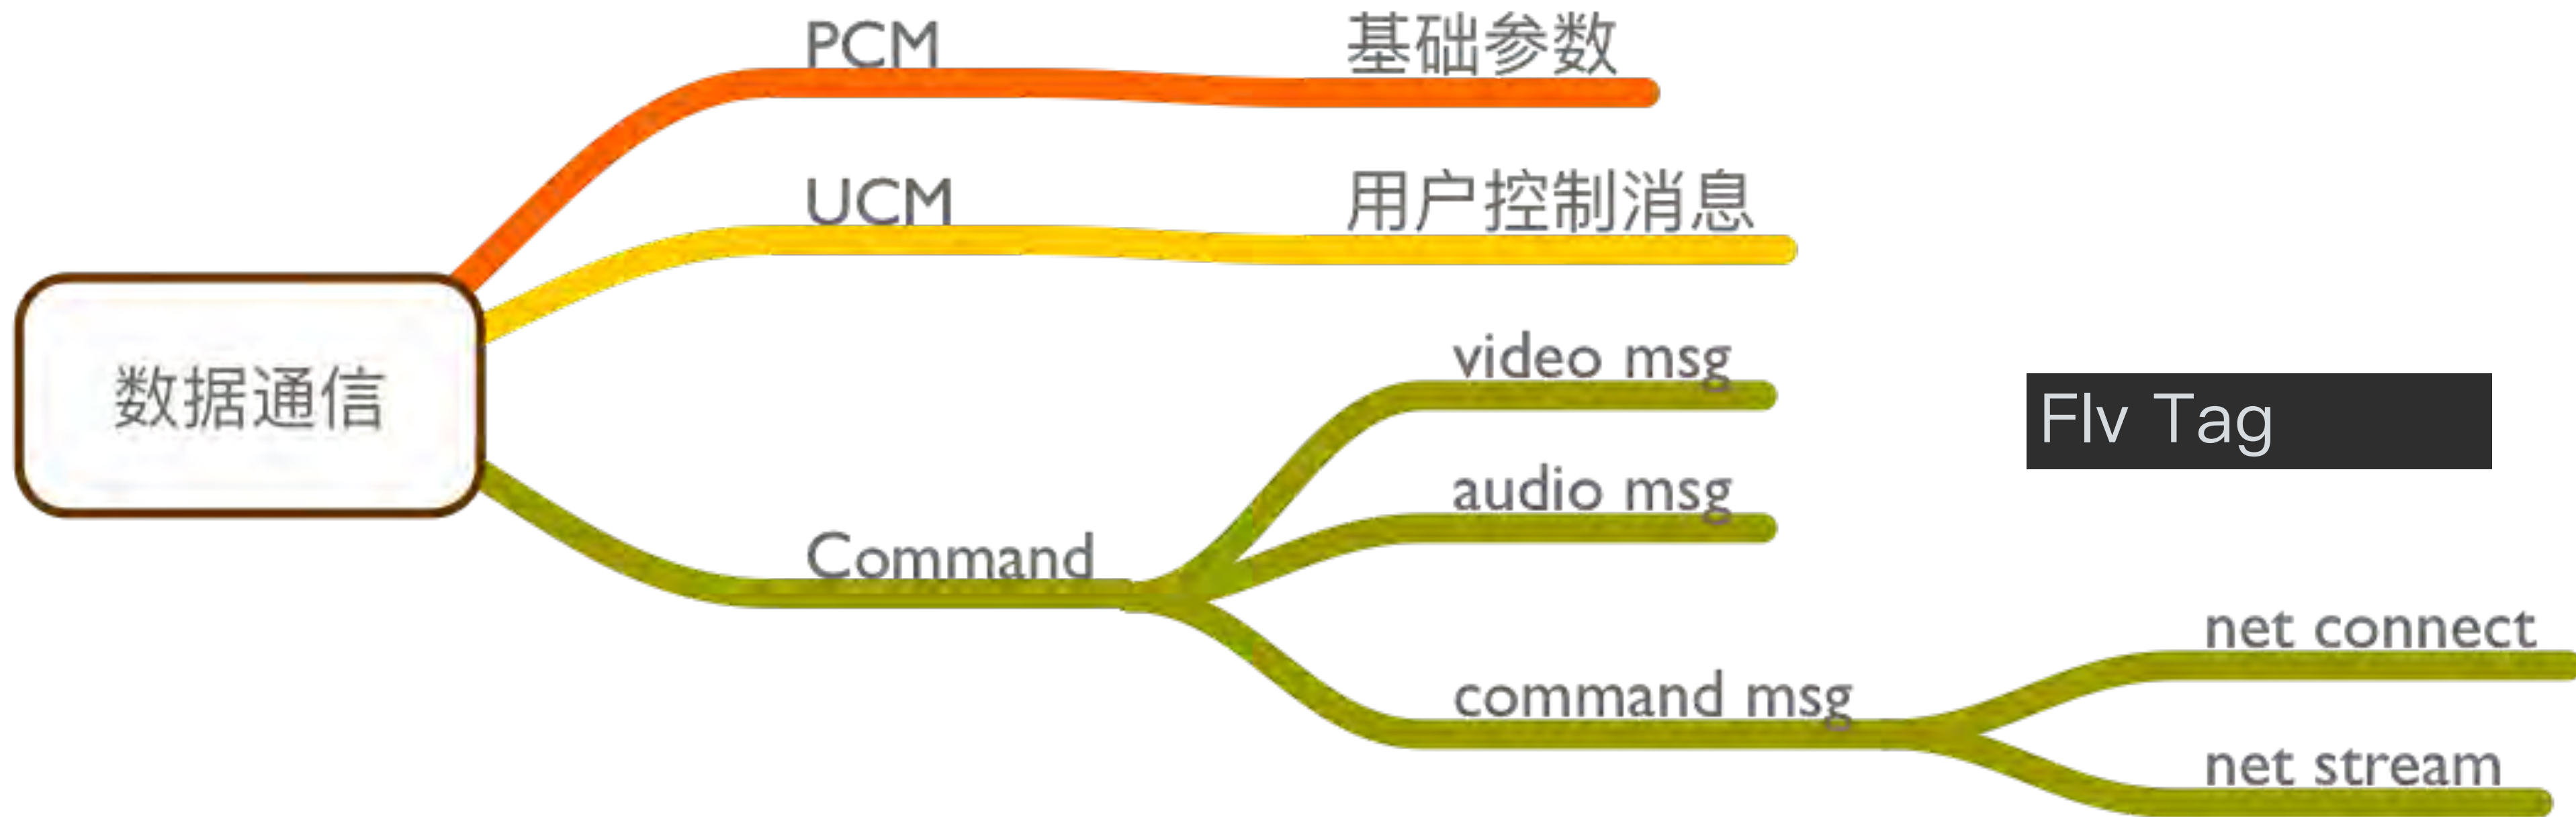 PCM
基础参数
UCM
用户控制消息
数据通信
video msg
Flv Tag
audio msg
Command
command msg
net connect
net stream